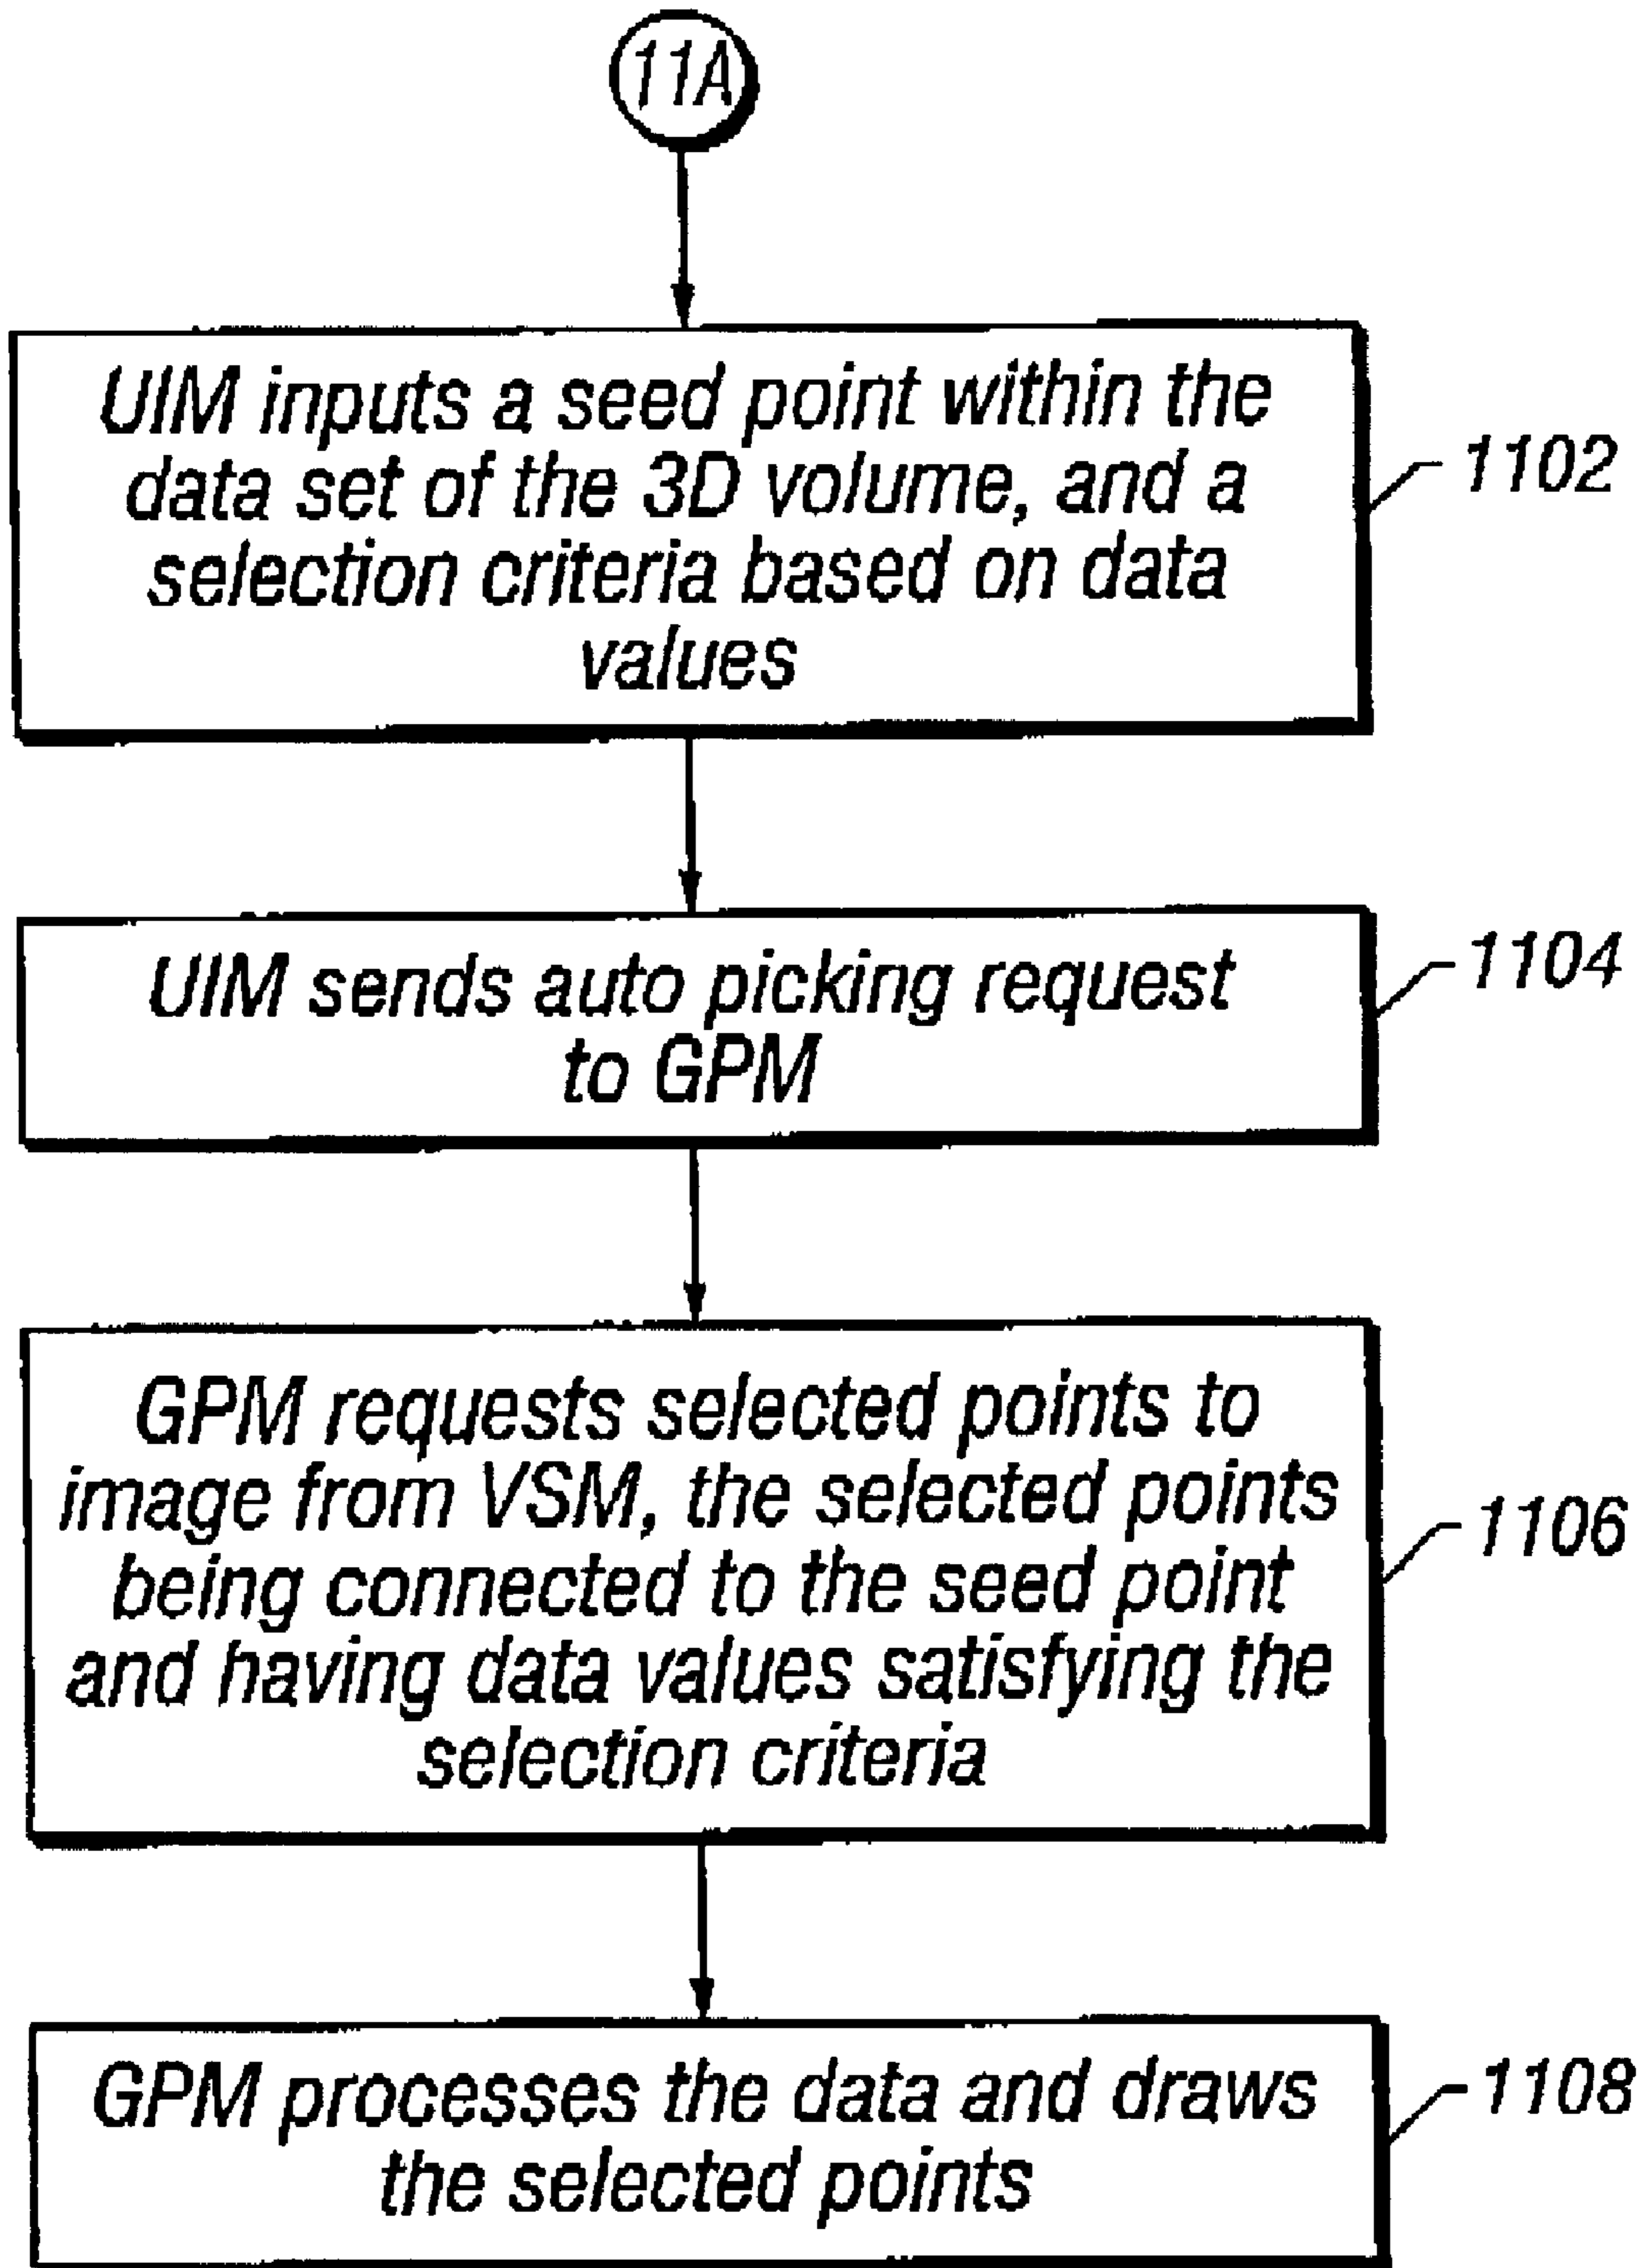 11A
UIM inputs a seed point within the
data set of the 3D volume, and a
selection criteria based on data
values
1102
UIM sends auto picking request
to GPM
1104
GPM requests selected points to
image from VSM, the selected points
being connected to the seed point
and having data values satisfying the
selection criteria
1106
GPM processes the data and draws
the selected points
1108